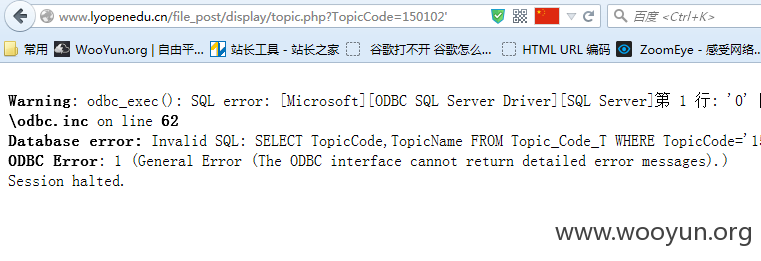 www.lyopenedu.cn/file_post/display/topic.php?TopicCode=150102'
百度 <Ctrl+K>
常用 WooYun.org | 自由平... 站长工具 - 站长之家 谷歌打不开 谷歌怎么... HTML URL 编码 ZoomEye - 感受网络...
Warning: odbc_exec(): SQL error: [Microsoft][ODBC SQL Server Driver][SQL Server]第 1 行: '0'
\odbc.inc on line 62
Database error: Invalid SQL: SELECT TopicCode,TopicName FROM Topic_Code_T WHERE TopicCode='15
ODBC Error: 1 (General Error (The ODBC interface cannot return detailed error messages).)
Session halted.
www.wooyun.org